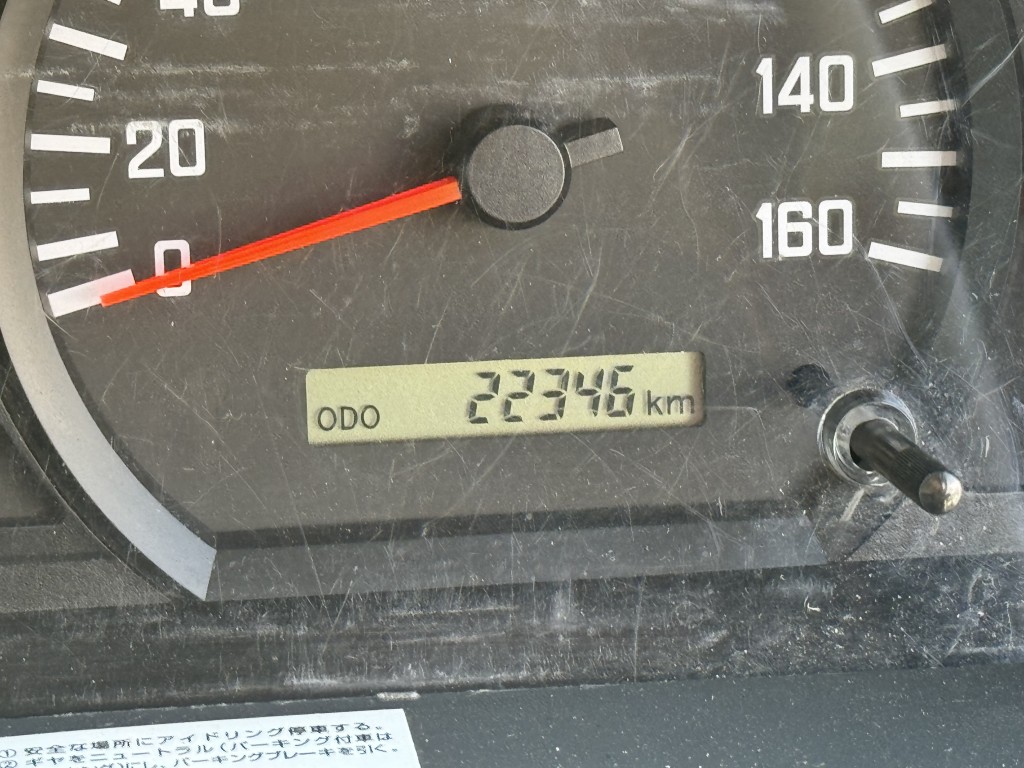 40
20
0
140
160
ODO 22346 km
① 安全な場所にアイドリング停車する。
② ギヤをニュートラル(パーキング付車は
にし、パーキングブレーキを引く。